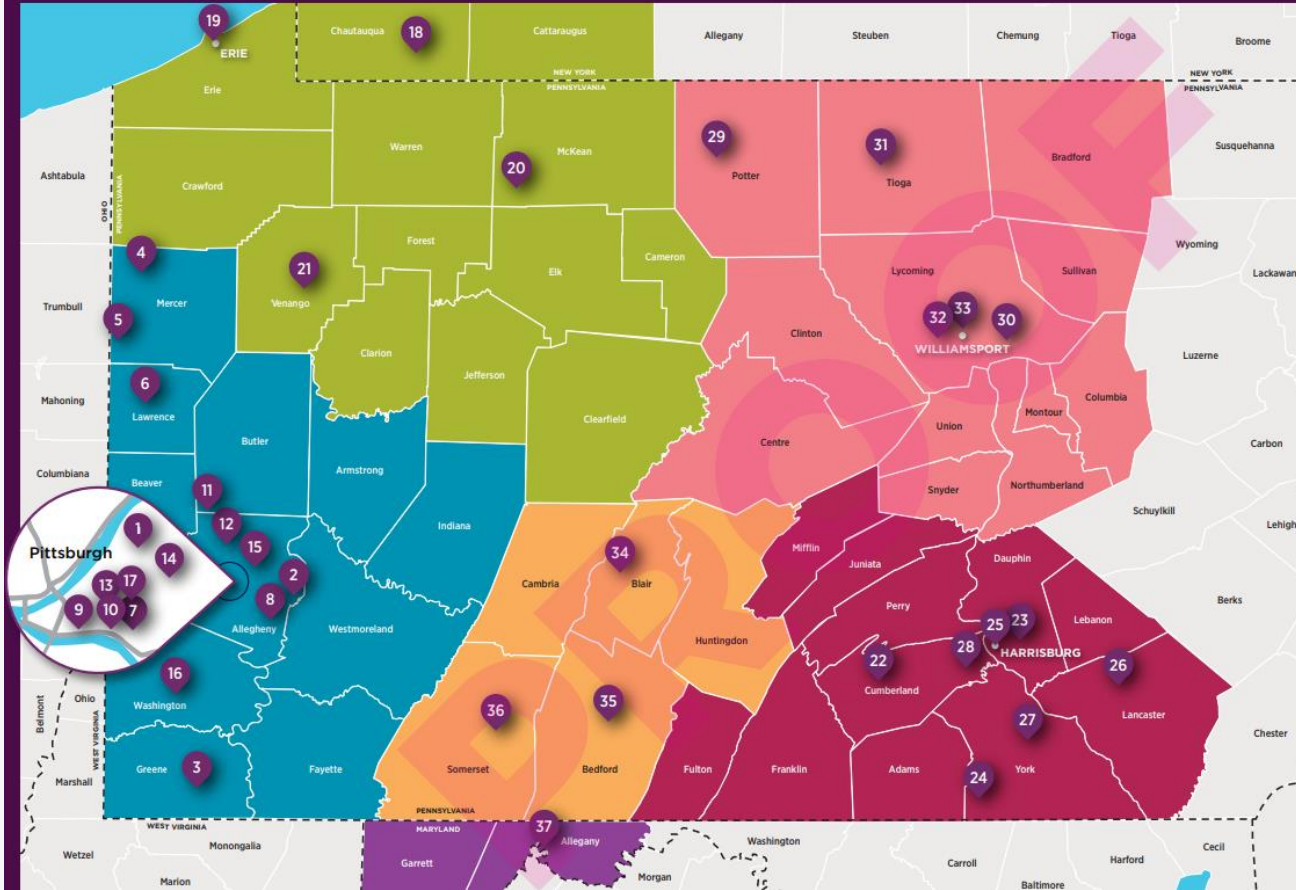 19
ERIE
Chautauqua
18
Cattaraugus
Allegany
Steuben
Chemung
Tioga
Broome
NEW YORK
PENNSYLVANIA
NEW YORK
PENNSYLVANIA
Erie
Warren
McKean
20
29
Potter
31
Tioga
Bradford
Susquehanna
Ashtabula
OHIO
PENNSYLVANIA
Crawford
Forest
Elk
Cameron
Lycoming
Sullivan
Wyoming
Lackawan
4
Mercer
21
Venango
Trumbull
5
Clarion
Jefferson
Clinton
32
33
30
WILLIAMSPORT
Luzerne
Mahoning
6
Lawrence
Butler
Clearfield
Centre
Union
Montour
Columbia
Carbon
Columbiana
Beaver
Armstrong
Indiana
Snyder
Northumberland
Schuylkill
Lehigh
11
12
15
2
8
Allegheny
Westmoreland
Pittsburgh
1
14
13
17
9
10
7
Cambria
34
Blair
Huntingdon
Mifflin
Juniata
Dauphin
Perry
Lebanon
Berks
25
23
HARRISBURG
28
22
Cumberland
26
Lancaster
16
Washington
Ohio
Belmont
WEST VIRGINIA
Marshall
Greene
3
Fayette
36
Somerset
35
Bedford
Fulton
Franklin
Adams
24
27
York
Chester
PENNSYLVANIA
MARYLAND
WEST VIRGINIA
Wetzel
Monongalia
Marion
Garrett
37
Allegany
Morgan
Washington
Carroll
Baltimore
Harford
Cecil
DRAFT